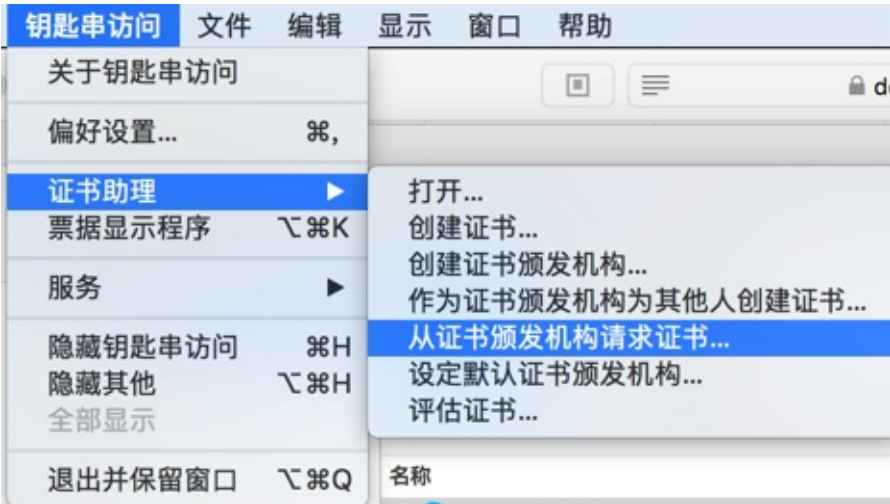 钥匙串访问 文件 编辑 显示 窗口 帮助
关于钥匙串访问
偏好设置... ⌘,
证书助理 ▶
票据显示程序 ⌥⌘K
服务 ▶
隐藏钥匙串访问 ⌘H
隐藏其他 ⌥⌘H
全部显示
退出并保留窗口 ⌥⌘Q
打开...
创建证书...
创建证书颁发机构...
作为证书颁发机构为其他人创建证书...
从证书颁发机构请求证书...
设定默认证书颁发机构...
评估证书...
名称